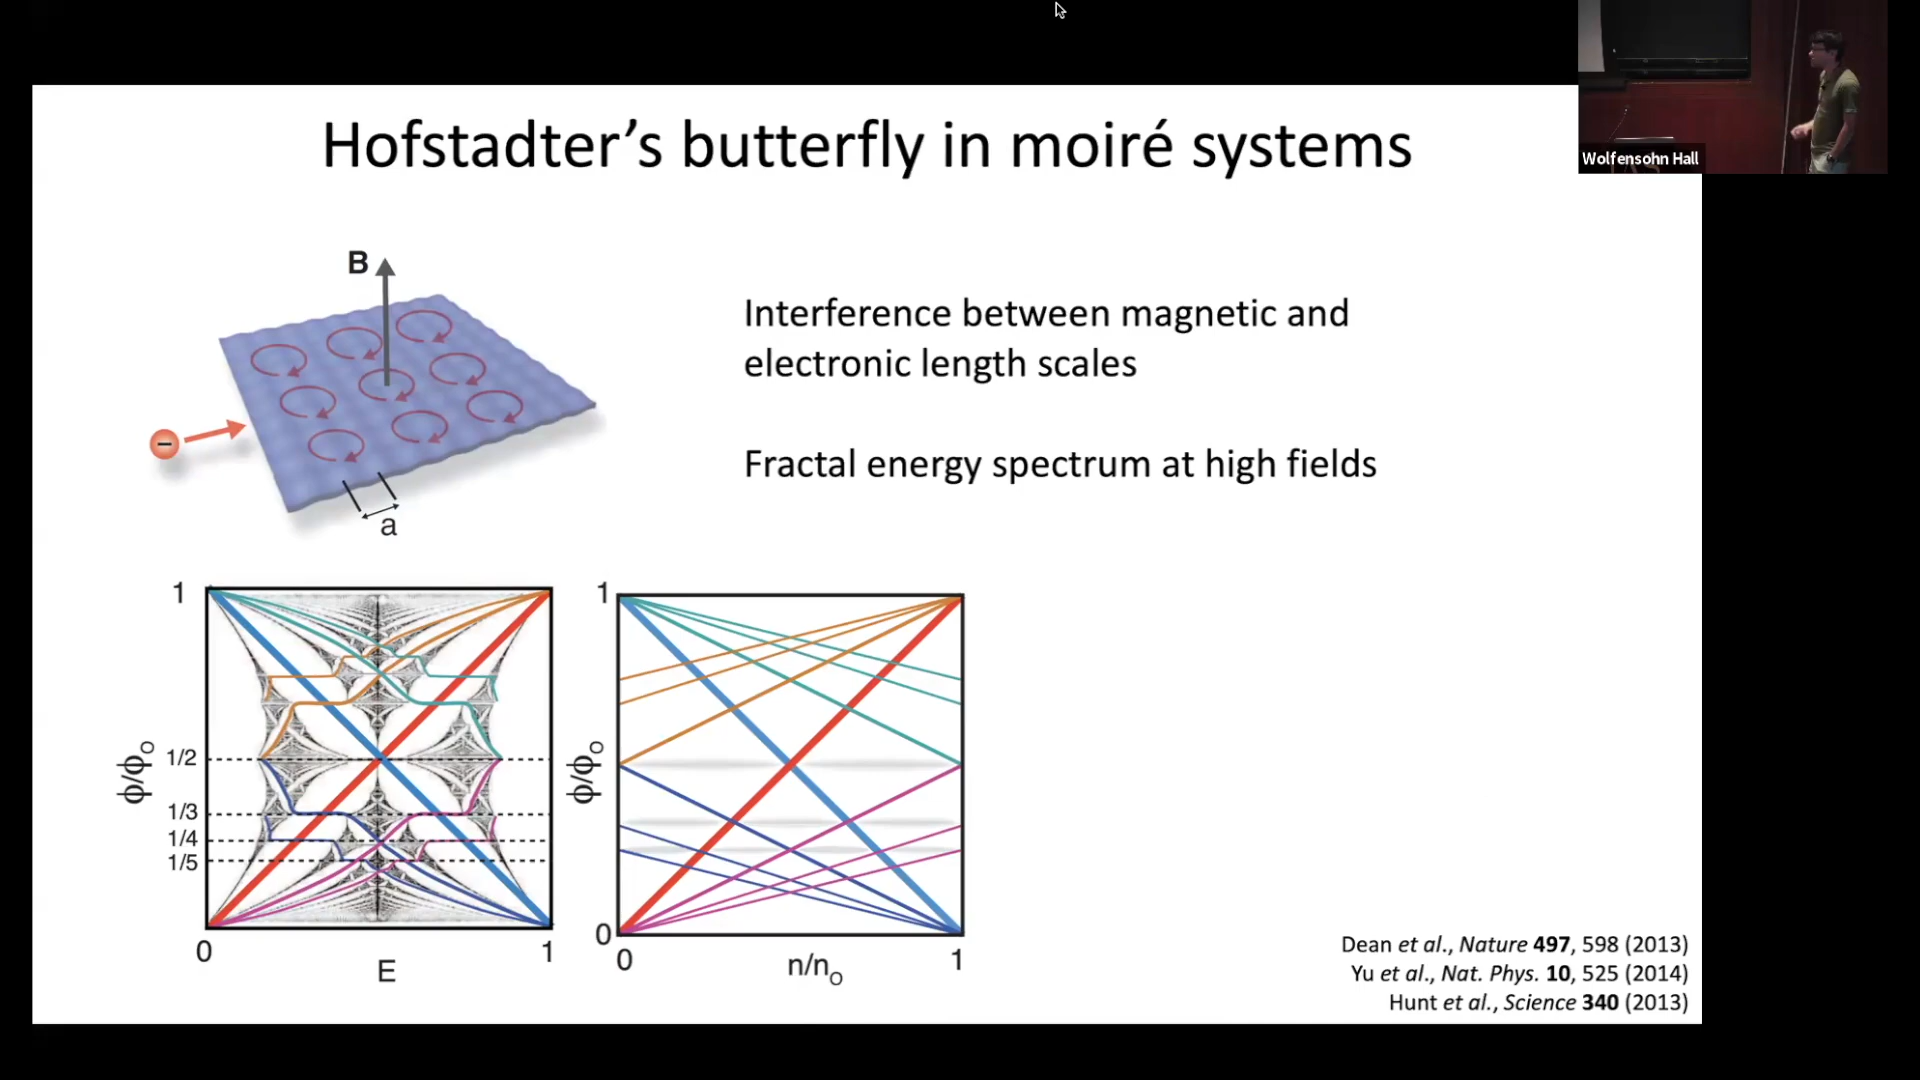 Wolfensohn Hall
Hofstadter’s butterfly in moiré systems
B
−
a
Interference between magnetic and
electronic length scales
Fractal energy spectrum at high fields
1
1/2
1/3
1/4
1/5
ϕ/ϕ₀
0
1
E
1
ϕ/ϕ₀
0
0
1
n/n₀
Dean et al., Nature 497, 598 (2013)
Yu et al., Nat. Phys. 10, 525 (2014)
Hunt et al., Science 340 (2013)